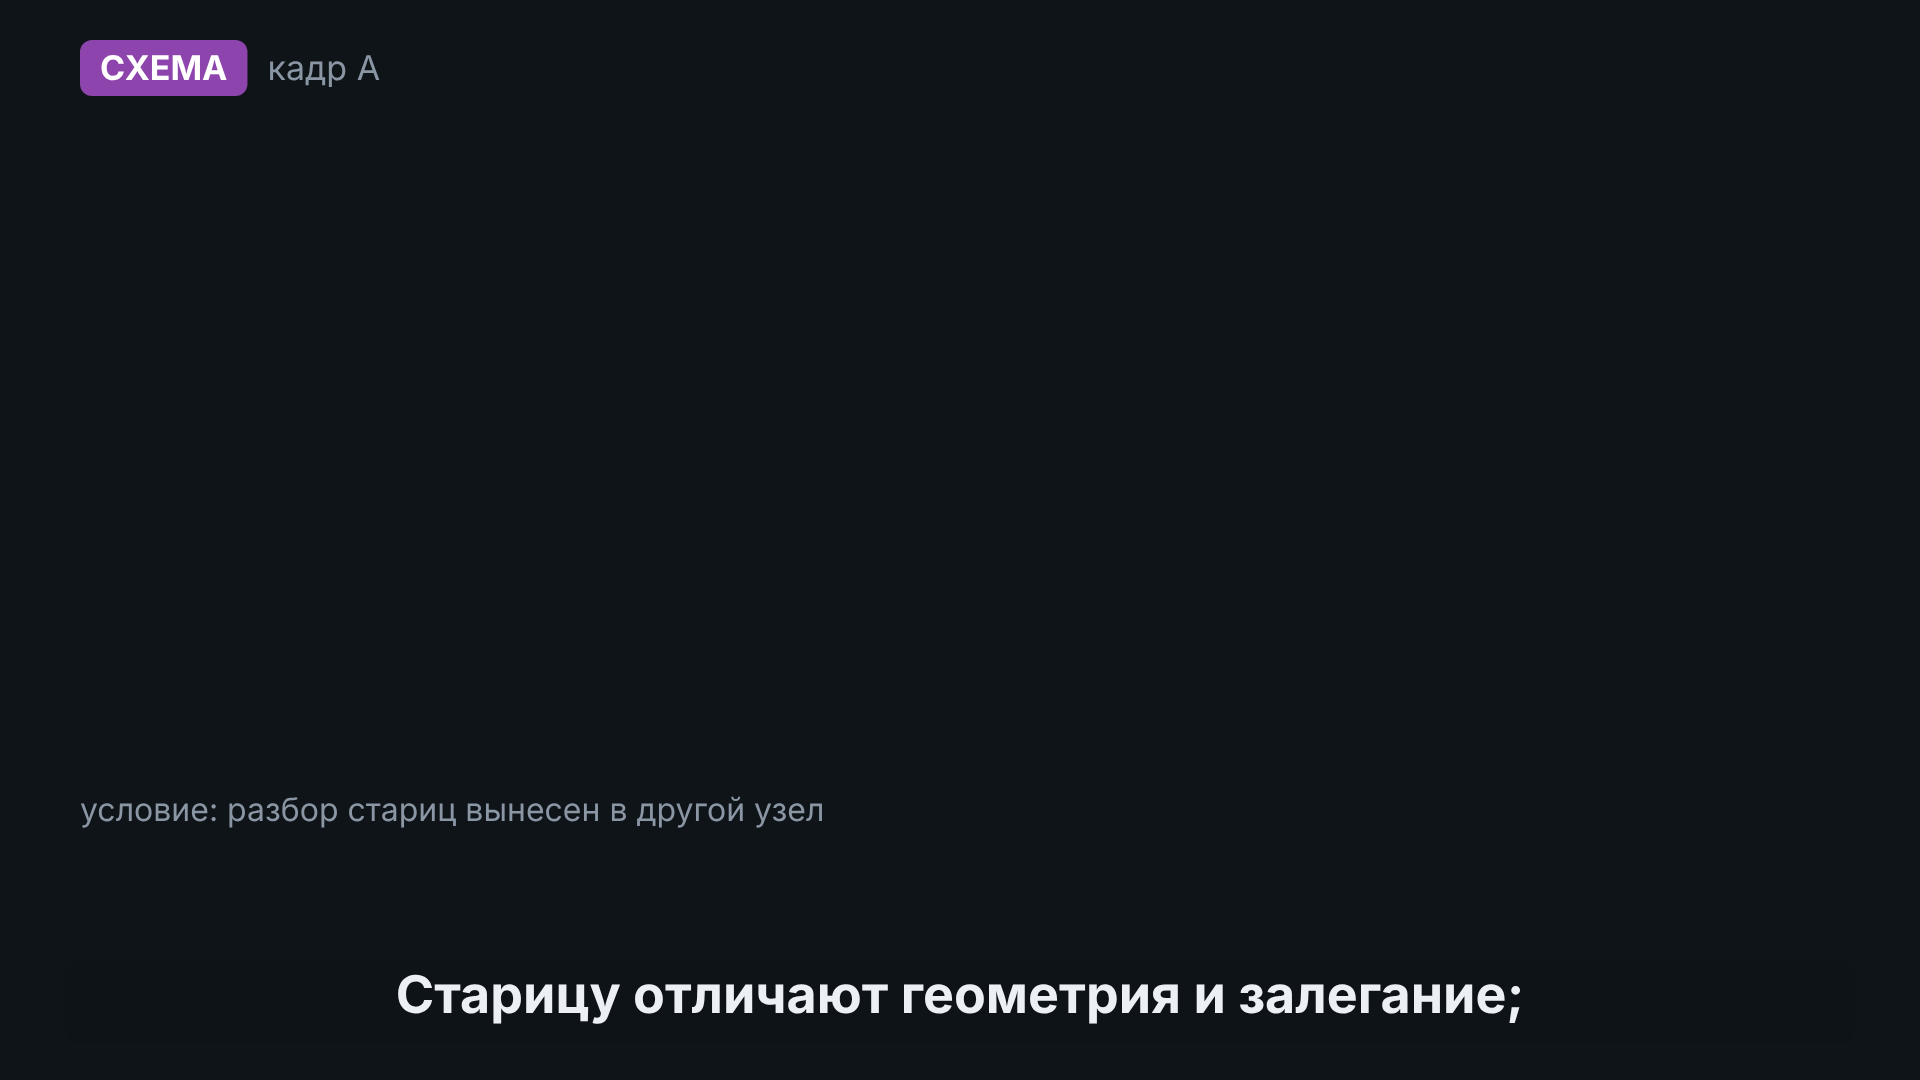 СХЕМА кадр А
условие: разбор стариц вынесен в другой узел
Старицу отличают геометрия и залегание;